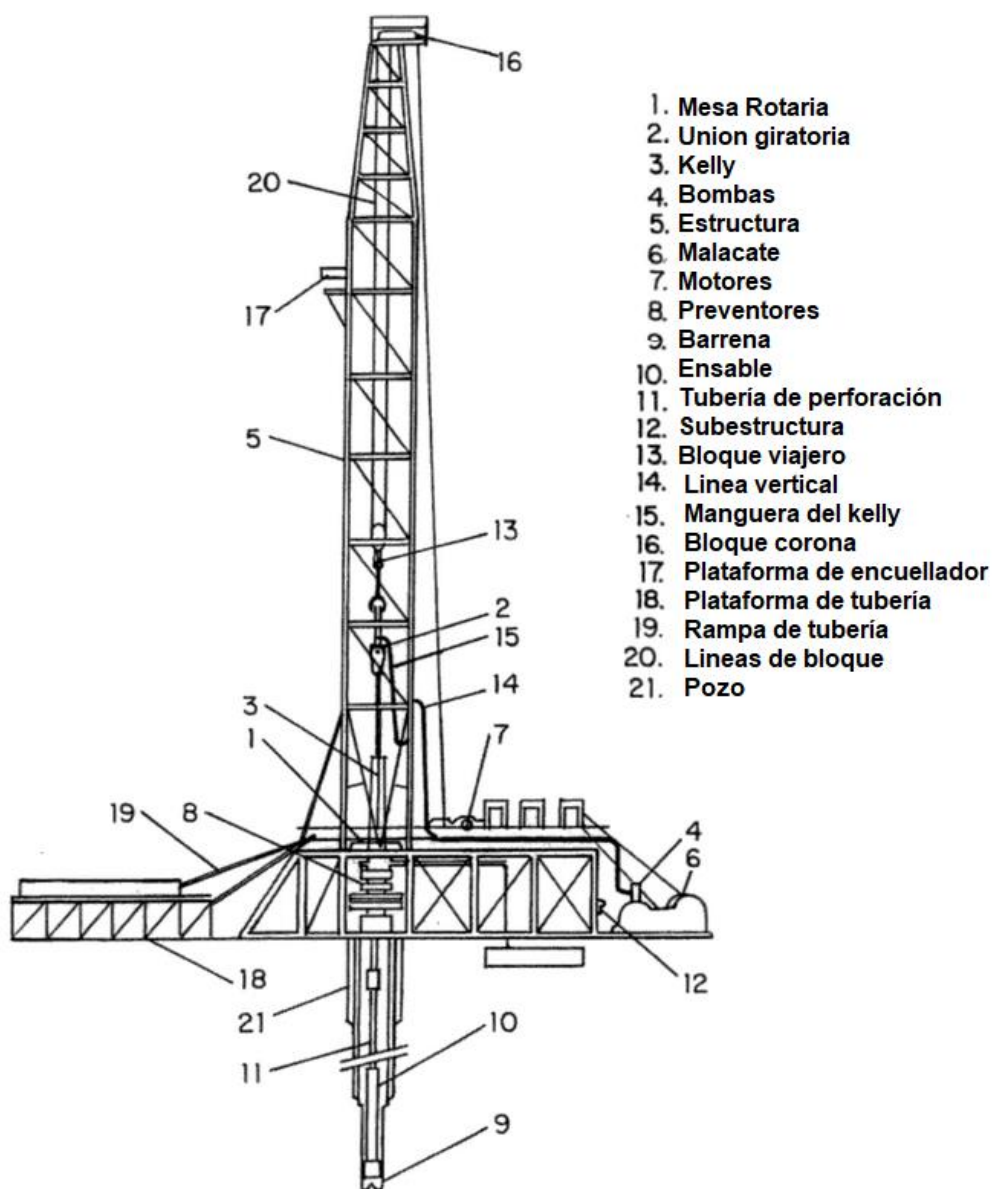 16
20
17
5
13
2
15
14
3
1
7
8
19
4
6
18
12
21
10
11
9
1. Mesa Rotaria
2. Union giratoria
3. Kelly
4. Bombas
5. Estructura
6. Malacate
7. Motores
8. Preventores
9. Barrena
10. Ensable
11. Tubería de perforación
12. Subestructura
13. Bloque viajero
14. Linea vertical
15. Manguera del kelly
16. Bloque corona
17. Plataforma de encuellador
18. Plataforma de tubería
19. Rampa de tubería
20. Lineas de bloque
21. Pozo